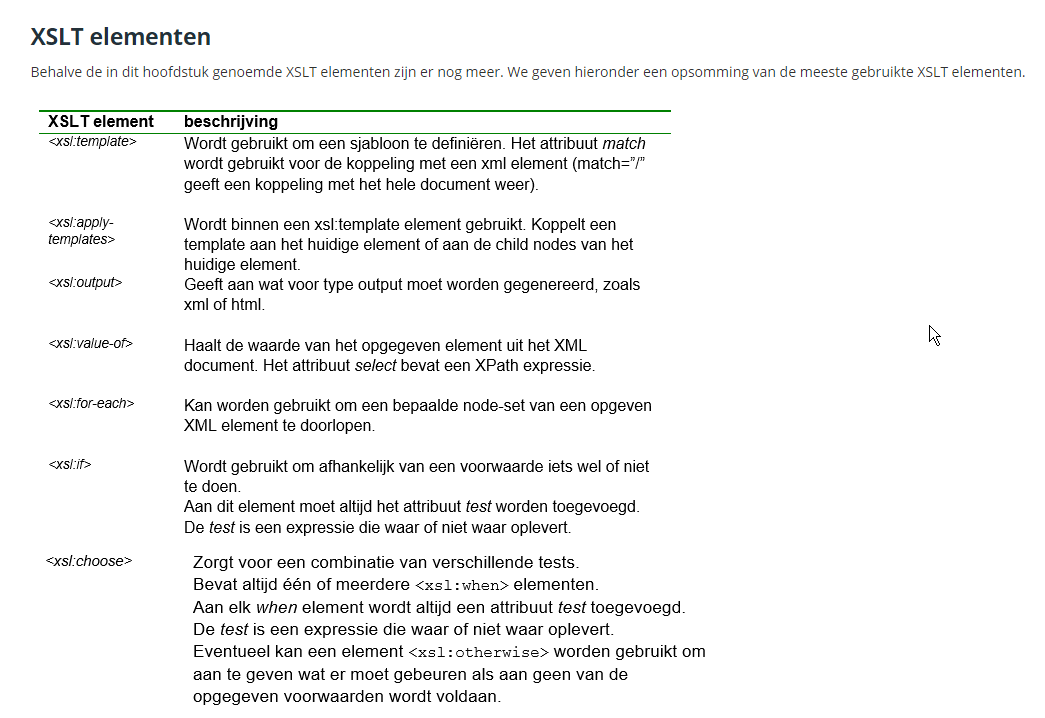 XSLT elementen
Behalve de in dit hoofdstuk genoemde XSLT elementen zijn er nog meer. We geven hieronder een opsomming van de meeste gebruikte XSLT elementen.
XSLT element beschrijving
<xsl:template> Wordt gebruikt om een sjabloon te definiëren. Het attribuut match
wordt gebruikt voor de koppeling met een xml element (match=”/”
geeft een koppeling met het hele document weer).
<xsl:apply- Wordt binnen een xsl:template element gebruikt. Koppelt een
templates> template aan het huidige element of aan de child nodes van het
huidige element.
<xsl:output> Geeft aan wat voor type output moet worden gegenereerd, zoals
xml of html.
<xsl:value-of> Haalt de waarde van het opgegeven element uit het XML
document. Het attribuut select bevat een XPath expressie.
<xsl:for-each> Kan worden gebruikt om een bepaalde node-set van een opgeven
XML element te doorlopen.
<xsl:if> Wordt gebruikt om afhankelijk van een voorwaarde iets wel of niet
te doen.
Aan dit element moet altijd het attribuut test worden toegevoegd.
De test is een expressie die waar of niet waar oplevert.
<xsl:choose> Zorgt voor een combinatie van verschillende tests.
Bevat altijd één of meerdere <xsl:when> elementen.
Aan elk when element wordt altijd een attribuut test toegevoegd.
De test is een expressie die waar of niet waar oplevert.
Eventueel kan een element <xsl:otherwise> worden gebruikt om
aan te geven wat er moet gebeuren als aan geen van de
opgegeven voorwaarden wordt voldaan.